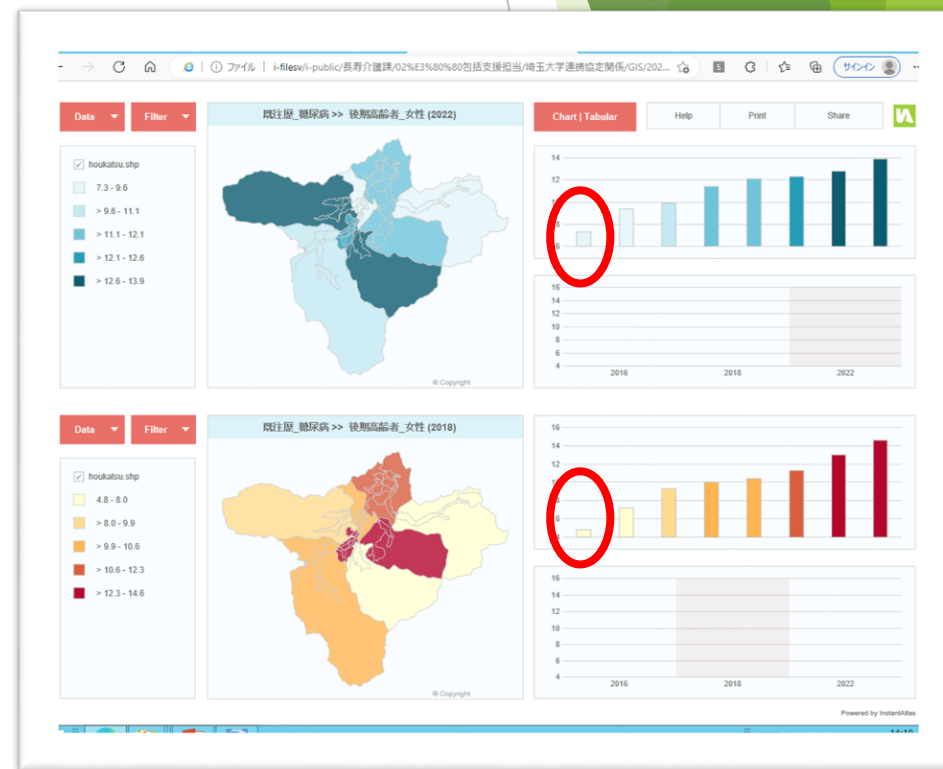 ファイル | i-filesv/i-public/長寿介護課/02%E3%80%80包括支援担当/埼玉大学連携協定関係/GIS/202...
サインイン
Data Filter
既往歴_糖尿病 >> 後期高齢者_女性 (2022)
Chart | Tabular
Help
Print
Share
houkatsu.shp
7.3 - 9.6
> 9.6 - 11.1
> 11.1 - 12.1
> 12.1 - 12.6
> 12.6 - 13.9
© Copyright
14
12
8
6
16
14
12
10
8
6
4
2016 2018 2022
Data Filter
既往歴_糖尿病 >> 後期高齢者_女性 (2018)
houkatsu.shp
4.8 - 8.0
> 8.0 - 9.9
> 9.9 - 10.6
> 10.6 - 12.3
> 12.3 - 14.6
© Copyright
16
14
12
8
6
4
16
14
12
10
8
6
4
2016 2018 2022
Powered by InstantAtlas